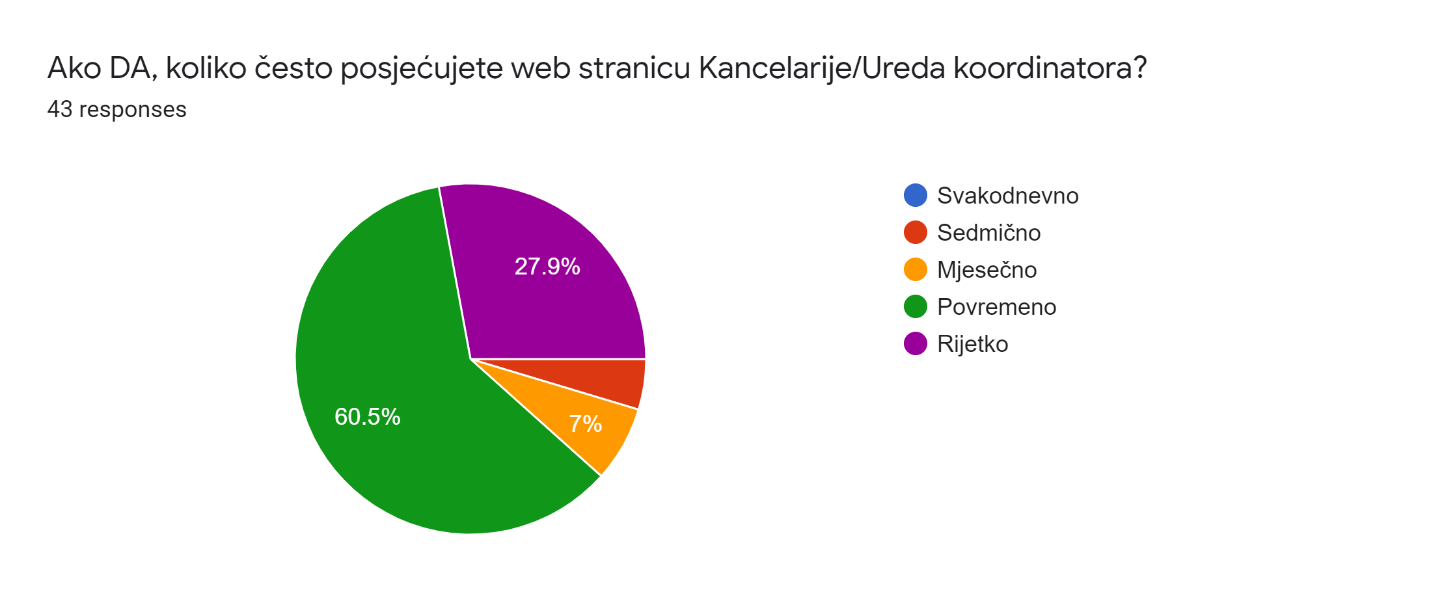 Ako DA, koliko često posjećujete web stranicu Kancelarije/Ureda koordinatora?
43 responses
27.9%
60.5%
7%
Svakodnevno
Sedmično
Mjesečno
Povremeno
Rijetko